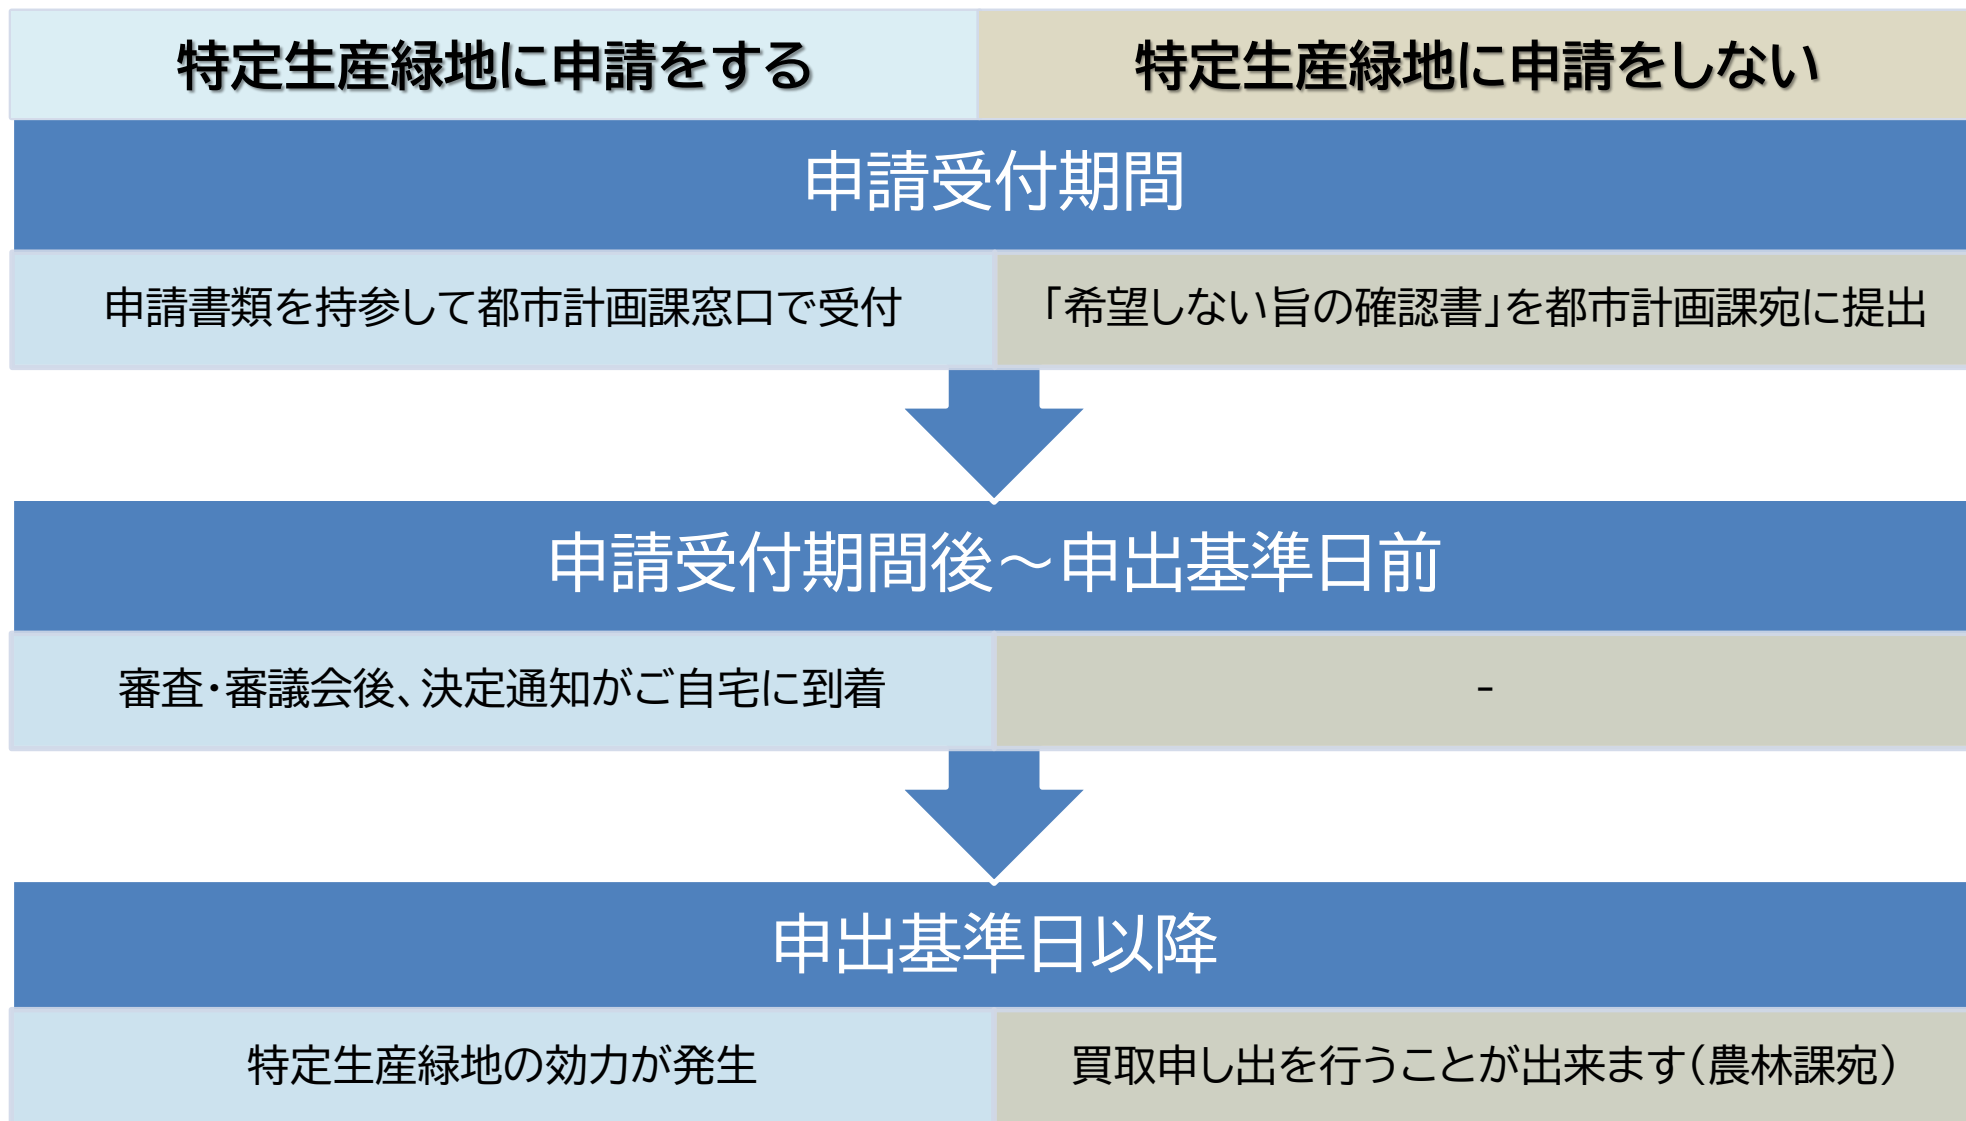 特定生産緑地に申請をする
特定生産緑地に申請をしない
申請受付期間
申請書類を持参して都市計画課窓口で受付
「希望しない旨の確認書」を都市計画課宛に提出
申請受付期間後～申出基準日前
審査・審議会後、決定通知がご自宅に到着
-
申出基準日以降
特定生産緑地の効力が発生
買取申し出を行うことが出来ます（農林課宛）